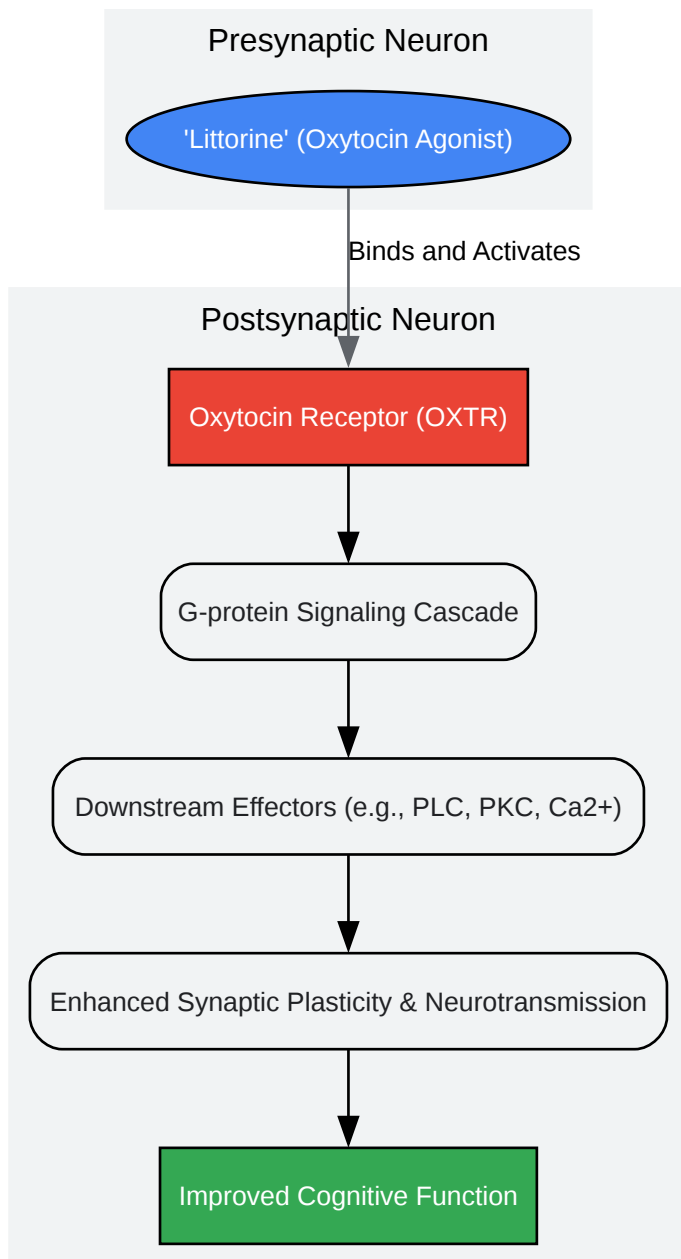 Presynaptic Neuron
'Littorine' (Oxytocin Agonist)
Binds and Activates
Postsynaptic Neuron
Oxytocin Receptor (OXTR)
G-protein Signaling Cascade
Downstream Effectors (e.g., PLC, PKC, Ca2+)
Enhanced Synaptic Plasticity & Neurotransmission
Improved Cognitive Function